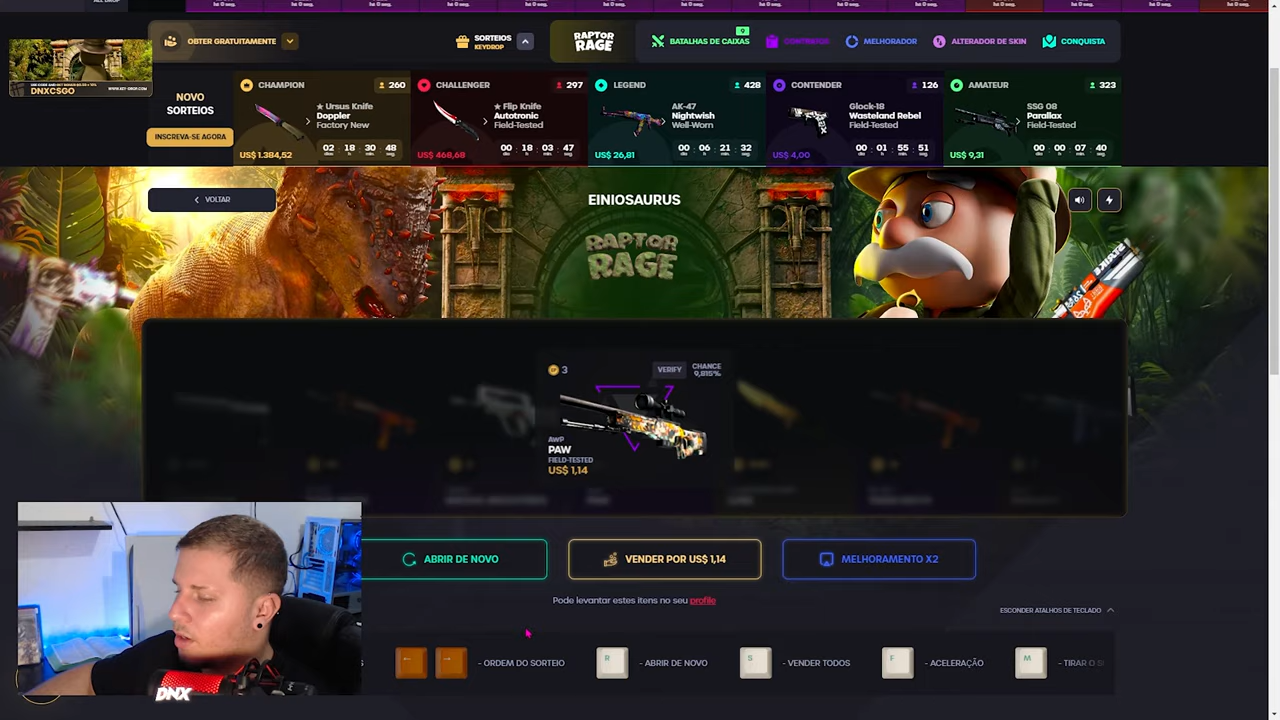 OBTER GRATUITAMENTE
SORTEIOS
KEYDROP
RAPTOR
RAGE
9
BATALHAS DE CAIXAS
CONTRATOS
MELHORADOR
ALTERADOR DE SKIN
CONQUISTA
DNXCSGO
WWW.KEY-DROP.COM
NOVO
SORTEIOS
INSCREVA-SE AGORA
CHAMPION
260
★ Ursus Knife
Doppler
Factory New
US$ 1.384,52
02 18 30 48
CHALLENGER
297
★ Flip Knife
Autotronic
Field-Tested
US$ 468,68
00 18 03 47
LEGEND
428
AK-47
Nightwish
Well-Worn
US$ 26,81
00 06 21 32
CONTENDER
126
Glock-18
Wasteland Rebel
Field-Tested
US$ 4,00
00 01 55 51
AMATEUR
323
SSG 08
Parallax
Field-Tested
US$ 9,31
00 00 07 40
VOLTAR
EINIOSAURUS
RAPTOR
RAGE
3
VERIFY
CHANCE
9,815%
AWP
PAW
FIELD-TESTED
US$ 1,14
ABRIR DE NOVO
VENDER POR US$ 1,14
MELHORAMENTO X2
Pode levantar estes itens no seu profile
ESCONDER ATALHOS DE TECLADO
← → - ORDEM DO SORTEIO
R - ABRIR DE NOVO
S - VENDER TODOS
F - ACELERAÇÃO
M - TIRAR O S
DNX